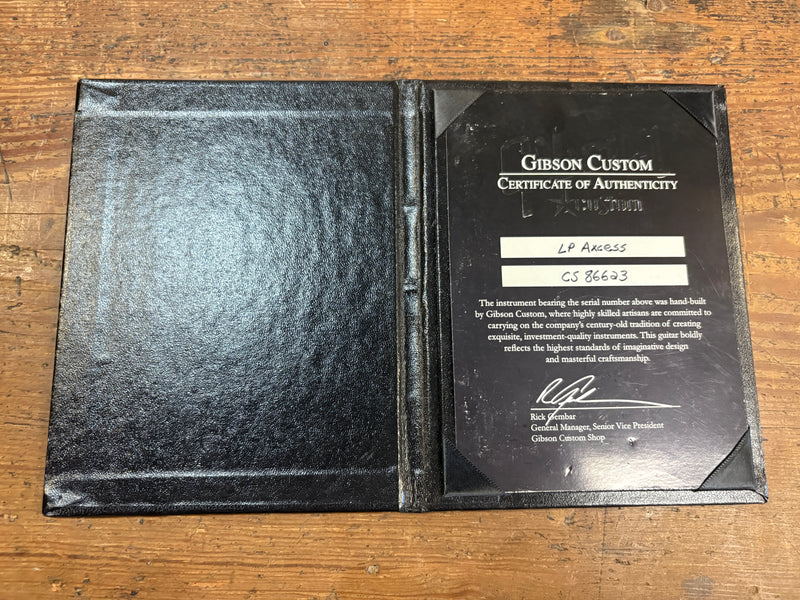 GIBSON CUSTOM
CERTIFICATE OF AUTHENTICITY
Custom
LP Axcess
CS 86623
The instrument bearing the serial number above was hand-built
by Gibson Custom, where highly skilled artisans are committed to
carrying on the company's century-old tradition of creating
exquisite, investment-quality instruments. This guitar boldly
reflects the highest standards of imaginative design
and masterful craftsmanship.
Rick Gembar
General Manager, Senior Vice President
Gibson Custom Shop